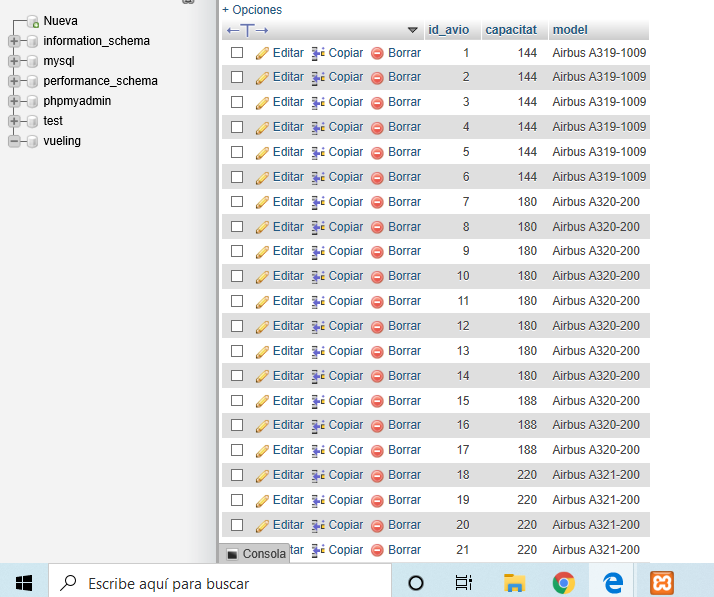 Nueva
information_schema
mysql
performance_schema
phpmyadmin
test
vueling
+ Opciones
id_avio capacitat model
Editar Copiar Borrar 1 144 Airbus A319-1009
Editar Copiar Borrar 2 144 Airbus A319-1009
Editar Copiar Borrar 3 144 Airbus A319-1009
Editar Copiar Borrar 4 144 Airbus A319-1009
Editar Copiar Borrar 5 144 Airbus A319-1009
Editar Copiar Borrar 6 144 Airbus A319-1009
Editar Copiar Borrar 7 180 Airbus A320-200
Editar Copiar Borrar 8 180 Airbus A320-200
Editar Copiar Borrar 9 180 Airbus A320-200
Editar Copiar Borrar 10 180 Airbus A320-200
Editar Copiar Borrar 11 180 Airbus A320-200
Editar Copiar Borrar 12 180 Airbus A320-200
Editar Copiar Borrar 13 180 Airbus A320-200
Editar Copiar Borrar 14 180 Airbus A320-200
Editar Copiar Borrar 15 188 Airbus A320-200
Editar Copiar Borrar 16 188 Airbus A320-200
Editar Copiar Borrar 17 188 Airbus A320-200
Editar Copiar Borrar 18 220 Airbus A321-200
Editar Copiar Borrar 19 220 Airbus A321-200
Editar Copiar Borrar 20 220 Airbus A321-200
Consola tar Copiar Borrar 21 220 Airbus A321-200
Escribe aquí para buscar